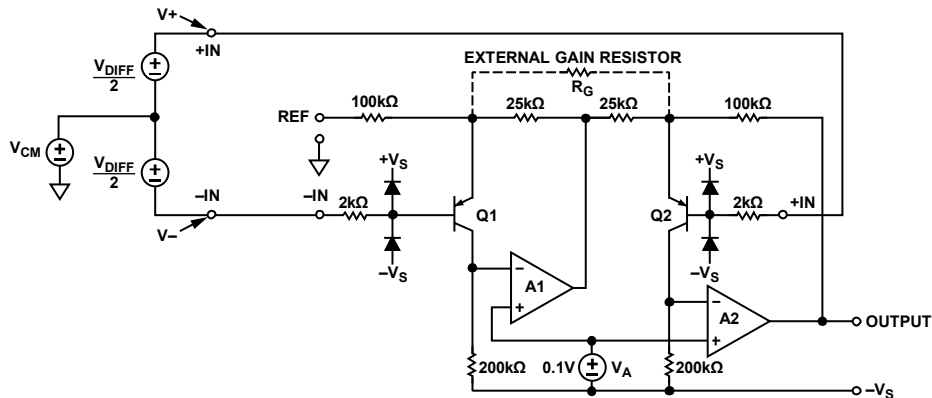 V+
+IN
V_DIFF
2
V_CM
V_DIFF
2
–IN
V–
EXTERNAL GAIN RESISTOR
R_G
REF
100kΩ
25kΩ
25kΩ
100kΩ
+V_S
–IN
2kΩ
–V_S
Q1
Q2
+V_S
2kΩ
+IN
–V_S
A1
–
+
A2
–
+
OUTPUT
200kΩ
0.1V
V_A
200kΩ
–V_S